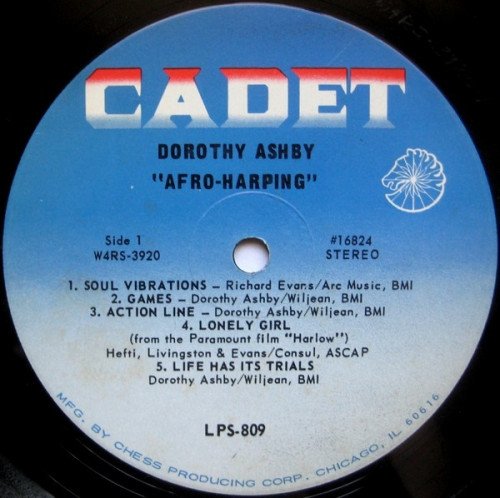 CADET
DOROTHY ASHBY
"AFRO-HARPING"
Side 1
W4RS-3920
#16824
STEREO
1. SOUL VIBRATIONS – Richard Evans/Arc Music, BMI
2. GAMES – Dorothy Ashby/Wiljean, BMI
3. ACTION LINE – Dorothy Ashby/Wiljean, BMI
4. LONELY GIRL
(from the Paramount film "Harlow")
Hefti, Livingston & Evans/Consul, ASCAP
5. LIFE HAS ITS TRIALS
Dorothy Ashby/Wiljean, BMI
LPS-809
MFG. BY CHESS PRODUCING CORP. CHICAGO, IL 60616